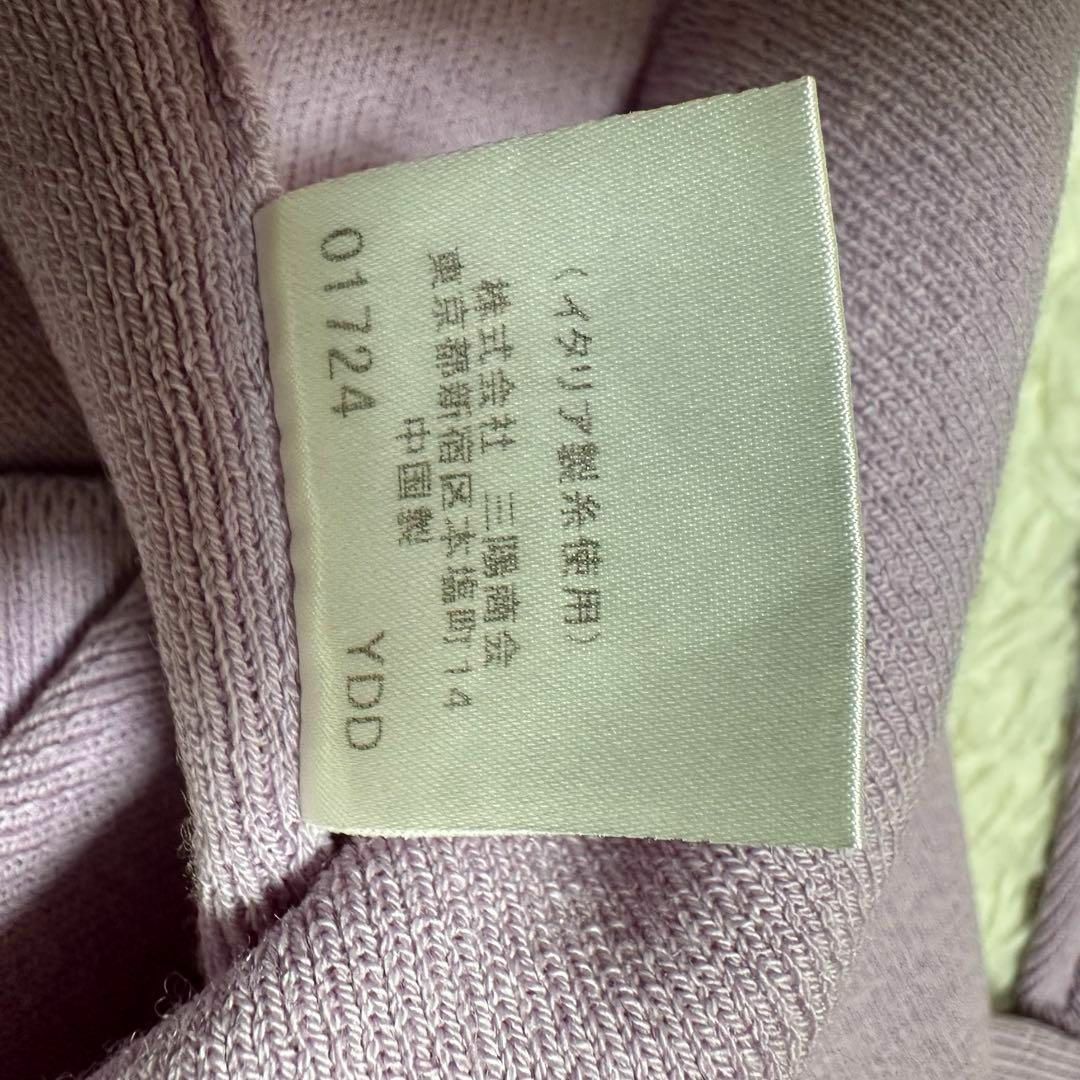 (イタリア製糸使用)
株式会社 三陽商会
東京都新宿区本塩町14
中国製
01724 YDD